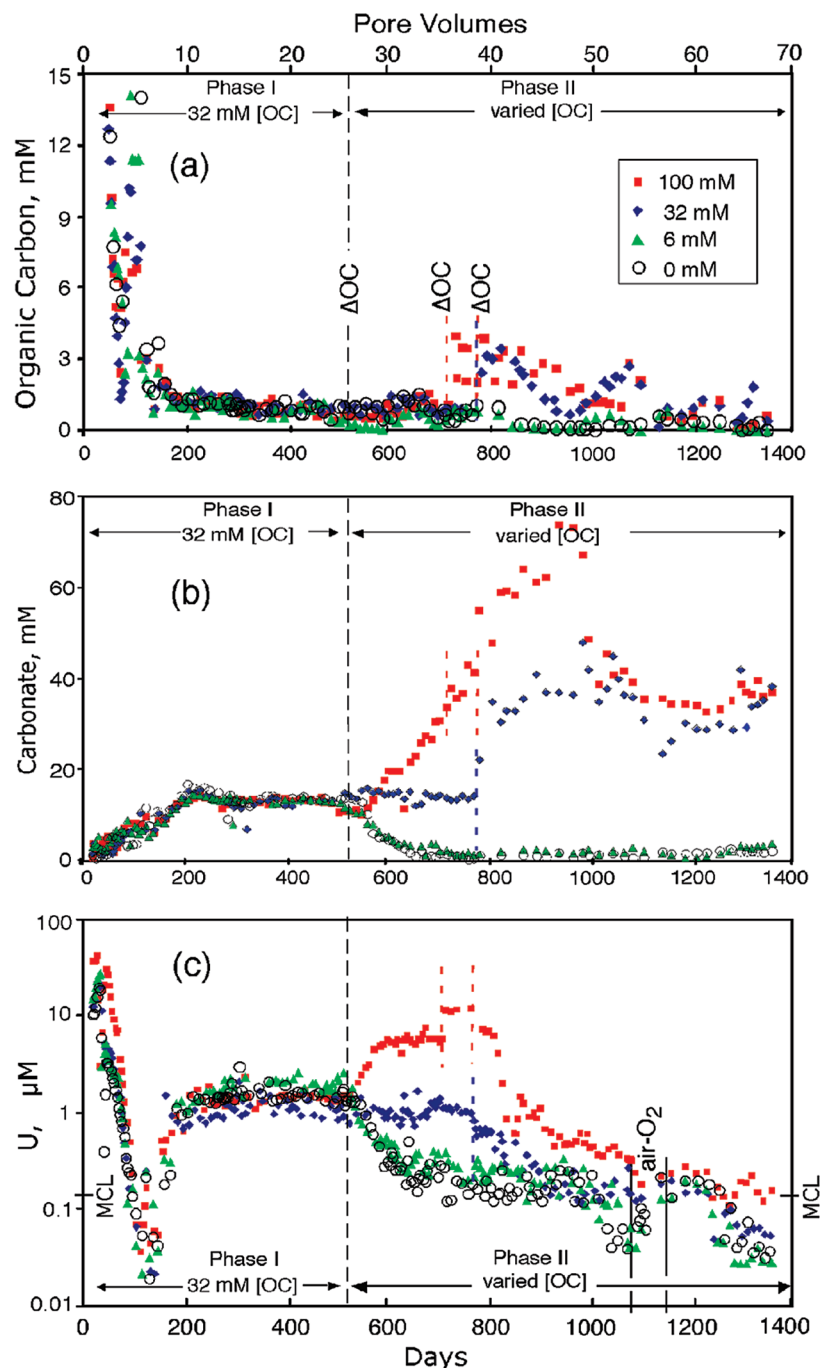 Pore Volumes
0 10 20 30 40 50 60 70
15
12
9
6
3
0
Organic Carbon, mM
Phase I
32 mM [OC]
Phase II
varied [OC]
(a)
100 mM
32 mM
6 mM
0 mM
ΔOC
ΔOC
ΔOC
0 200 400 600 800 1000 1200 1400
80
60
40
20
0
Carbonate, mM
Phase I
32 mM [OC]
Phase II
varied [OC]
(b)
0 200 400 600 800 1000 1200 1400
100
10
1
0.1
0.01
U, µM
(c)
MCL
air-O2
MCL
Phase I
32 mM [OC]
Phase II
varied [OC]
0 200 400 600 800 1000 1200 1400
Days